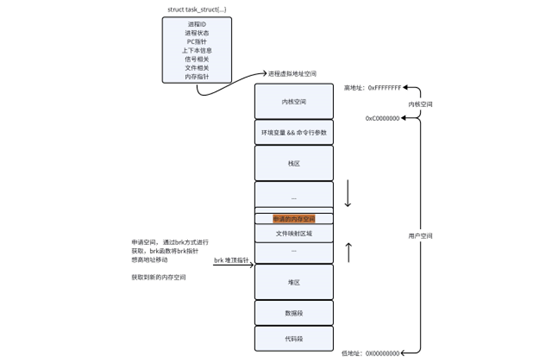 struct task_struct{...}
进程ID
进程状态
PC指针
上下本信息
信号相关
文件相关
内存指针
进程虚拟地址空间
内核空间
高地址：0xFFFFFFFF
内核空间
0xC0000000
环境变量 && 命令行参数
栈区
...
申请的内存空间
文件映射区域
用户空间
申请空间，通过brk方式进行
获取，brk函数将brk指针
想高地址移动
获取到新的内存空间
...
brk 堆顶指针
堆区
数据段
代码段
低地址：0X00000000